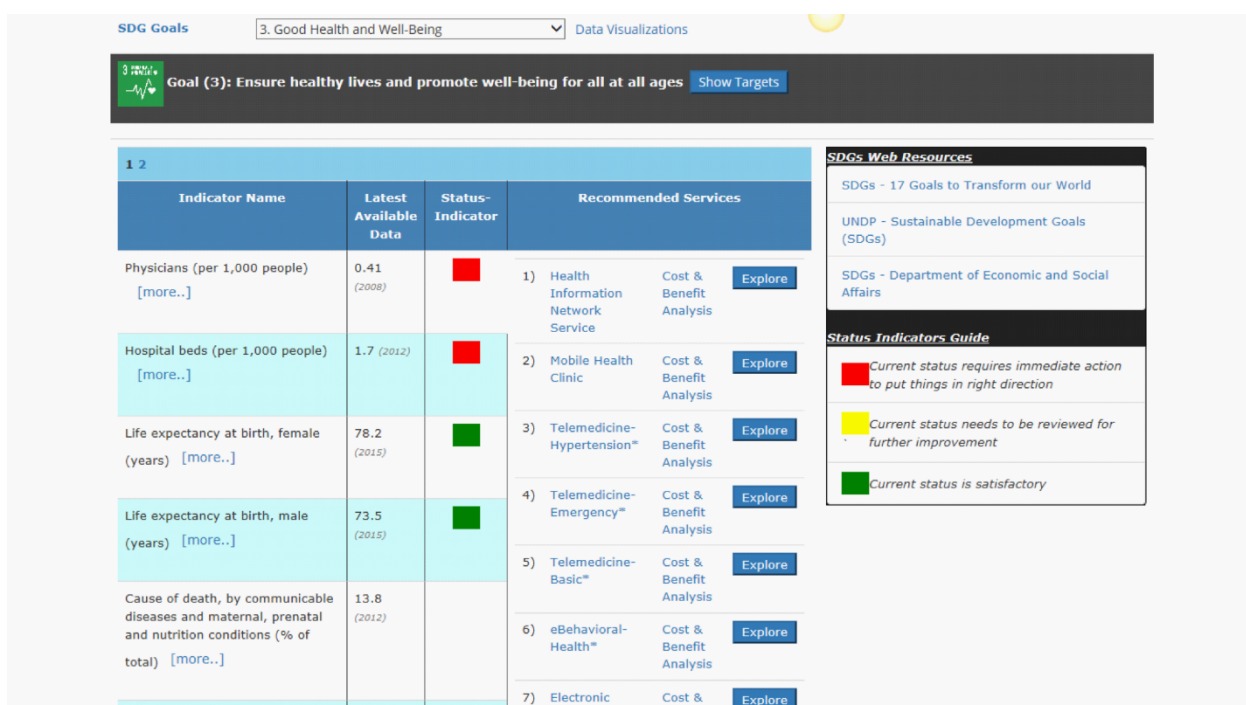 SDG Goals
3. Good Health and Well-Being
Data Visualizations
3
Goal (3): Ensure healthy lives and promote well-being for all at all ages
Show Targets
1 2
Indicator Name
Latest
Available
Data
Status-
Indicator
Recommended Services
Physicians (per 1,000 people)
[more..]
0.41
(2008)
Hospital beds (per 1,000 people)
[more..]
1.7 (2012)
Life expectancy at birth, female
(years) [more..]
78.2
(2015)
Life expectancy at birth, male
(years) [more..]
73.5
(2015)
Cause of death, by communicable
diseases and maternal, prenatal
and nutrition conditions (% of
total) [more..]
13.8
(2012)
1) Health
Information
Network
Service
Cost &
Benefit
Analysis
Explore
2) Mobile Health
Clinic
Cost &
Benefit
Analysis
Explore
3) Telemedicine-
Hypertension*
Cost &
Benefit
Analysis
Explore
4) Telemedicine-
Emergency*
Cost &
Benefit
Analysis
Explore
5) Telemedicine-
Basic*
Cost &
Benefit
Analysis
Explore
6) eBehavioral-
Health*
Cost &
Benefit
Analysis
Explore
7) Electronic
Cost &
Explore
SDGs Web Resources
SDGs - 17 Goals to Transform our World
UNDP - Sustainable Development Goals
(SDGs)
SDGs - Department of Economic and Social
Affairs
Status Indicators Guide
Current status requires immediate action
to put things in right direction
Current status needs to be reviewed for
further improvement
Current status is satisfactory